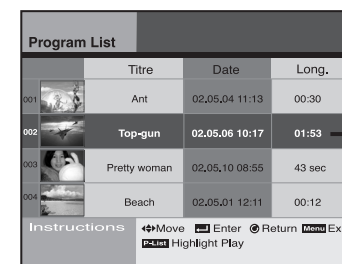 Program List
Titre Date Long.
001 Ant 02.05.04 11:13 00:30
002 Top-gun 02.05.06 10:17 01:53
003 Pretty woman 02.05.10 08:55 43 sec
004 Beach 02.05.01 12:11 00:12
Instructions Move Enter Return Menu Ex
P-List Highlight Play